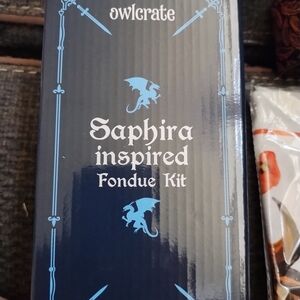 owlcrate
Saphira
inspired
Fondue Kit